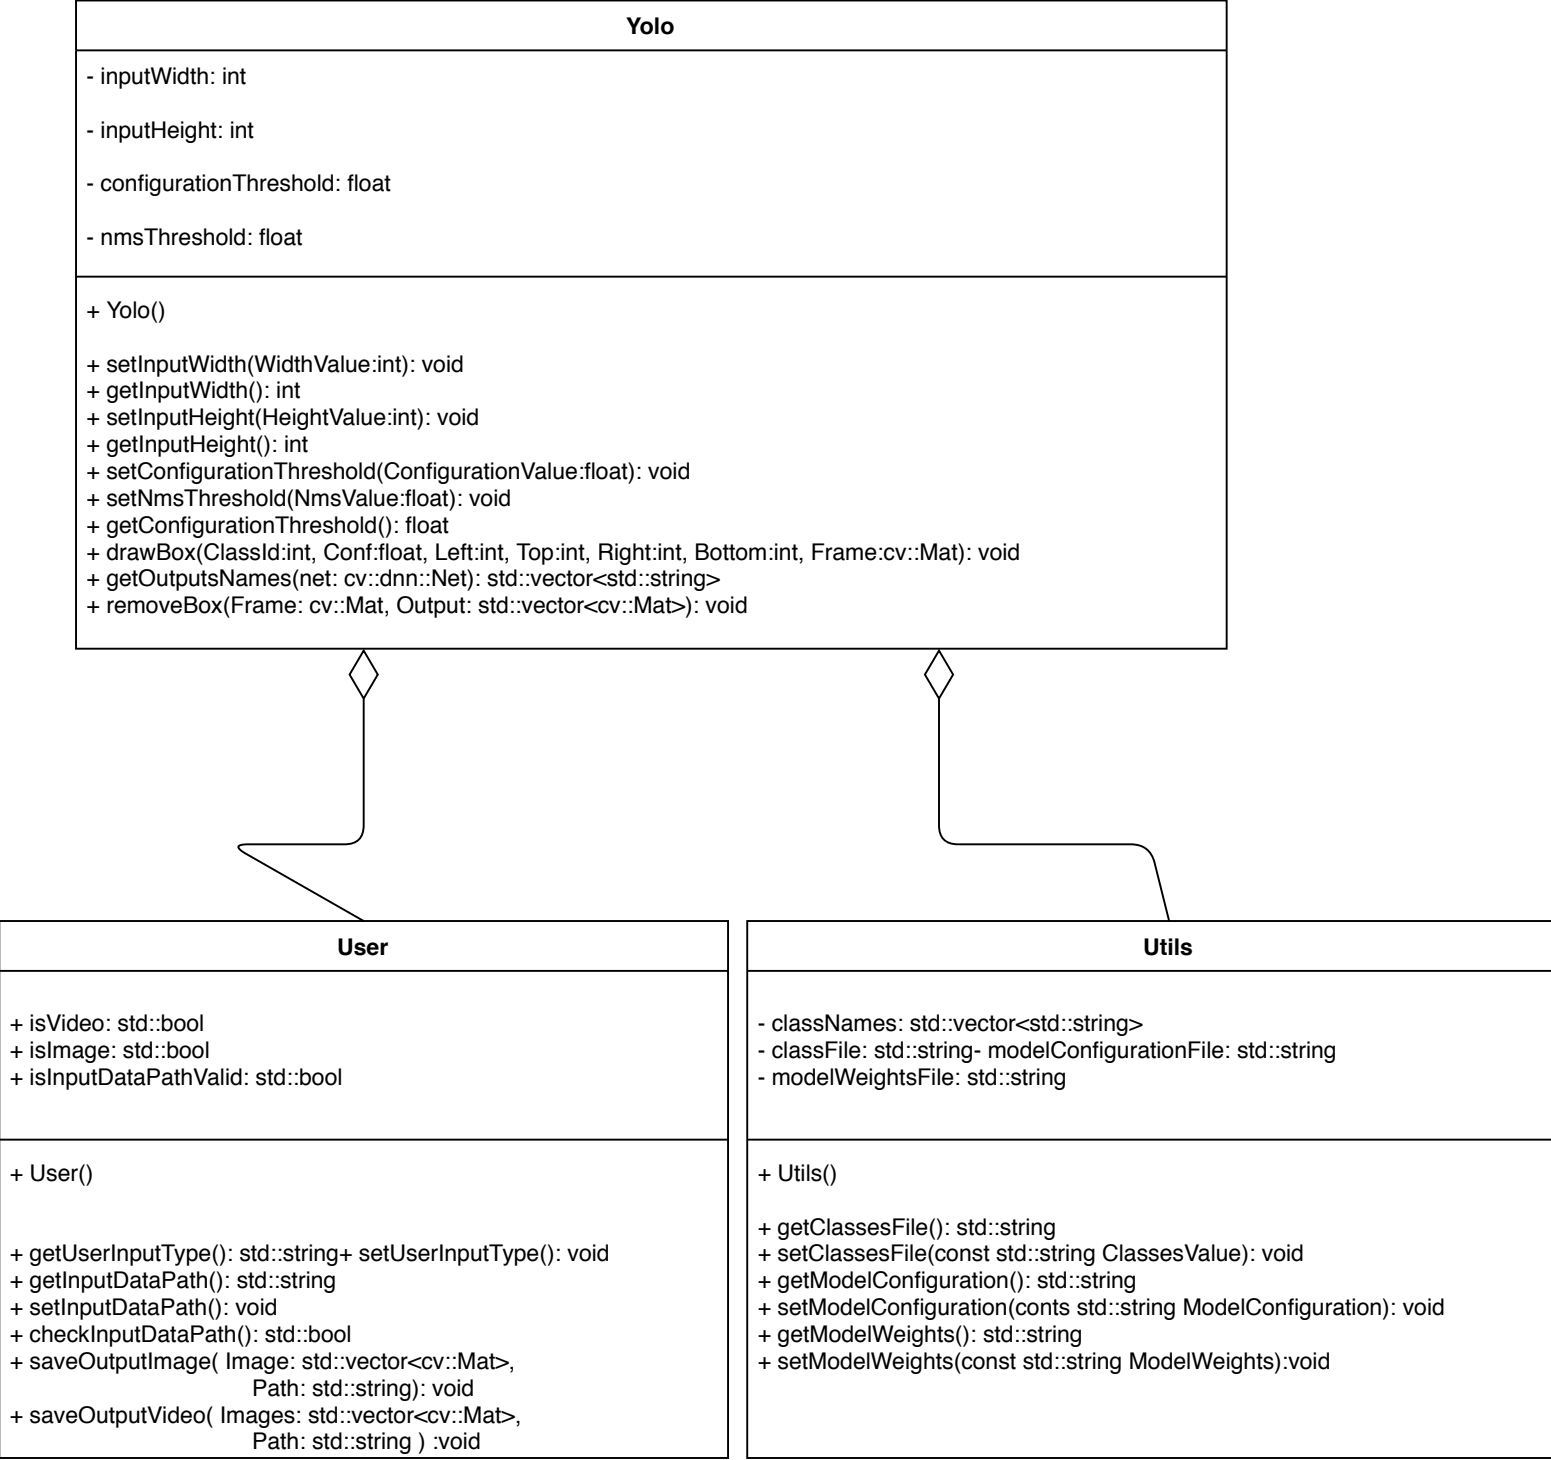 Yolo
- inputWidth: int
- inputHeight: int
- configurationThreshold: float
- nmsThreshold: float
+ Yolo()
+ setInputWidth(WidthValue:int): void
+ getInputWidth(): int
+ setInputHeight(HeightValue:int): void
+ getInputHeight(): int
+ setConfigurationThreshold(ConfigurationValue:float): void
+ setNmsThreshold(NmsValue:float): void
+ getConfigurationThreshold(): float
+ drawBox(ClassId:int, Conf:float, Left:int, Top:int, Right:int, Bottom:int, Frame:cv::Mat): void
+ getOutputsNames(net: cv::dnn::Net): std::vector<std::string>
+ removeBox(Frame: cv::Mat, Output: std::vector<cv::Mat>): void
User
+ isVideo: std::bool
+ isImage: std::bool
+ isInputDataPathValid: std::bool
+ User()
+ getUserInputType(): std::string+ setUserInputType(): void
+ getInputDataPath(): std::string
+ setInputDataPath(): void
+ checkInputDataPath(): std::bool
+ saveOutputImage( Image: std::vector<cv::Mat>,
Path: std::string): void
+ saveOutputVideo( Images: std::vector<cv::Mat>,
Path: std::string ) :void
Utils
- classNames: std::vector<std::string>
- classFile: std::string- modelConfigurationFile: std::string
- modelWeightsFile: std::string
+ Utils()
+ getClassesFile(): std::string
+ setClassesFile(const std::string ClassesValue): void
+ getModelConfiguration(): std::string
+ setModelConfiguration(conts std::string ModelConfiguration): void
+ getModelWeights(): std::string
+ setModelWeights(const std::string ModelWeights):void